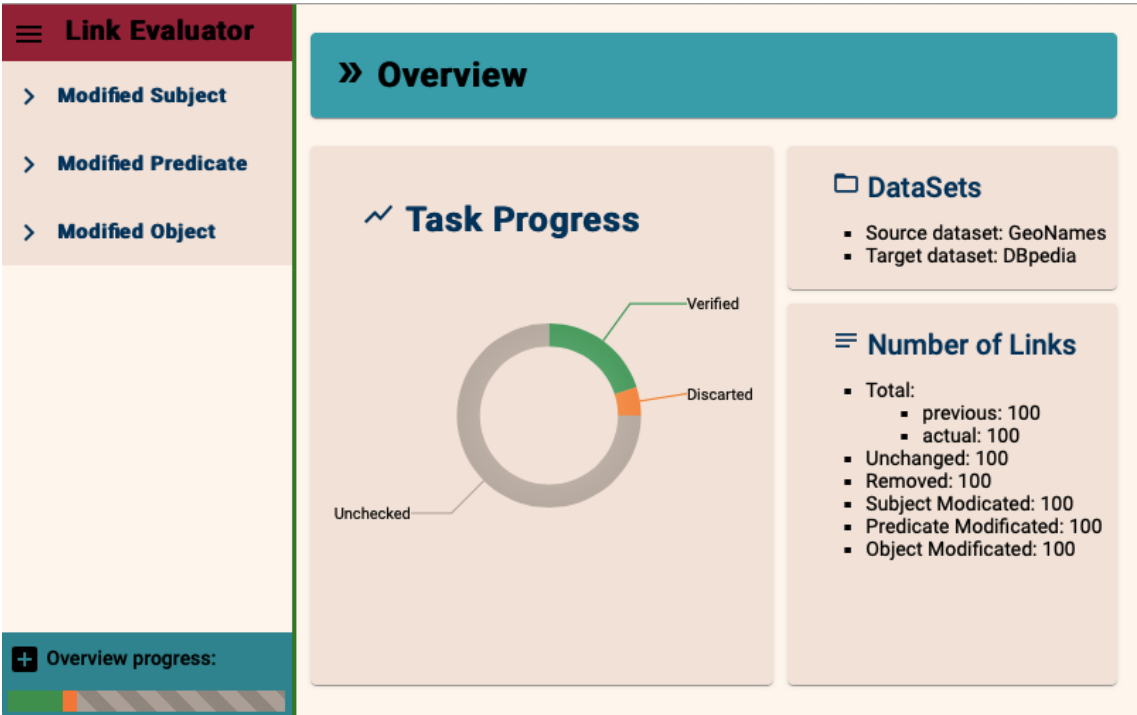 Link Evaluator
Modified Subject
Modified Predicate
Modified Object
Overview progress:
Overview
Task Progress
Verified
Discarted
Unchecked
DataSets
Source dataset: GeoNames
Target dataset: DBpedia
Number of Links
Total:
previous: 100
actual: 100
Unchanged: 100
Removed: 100
Subject Modicated: 100
Predicate Modificated: 100
Object Modificated: 100